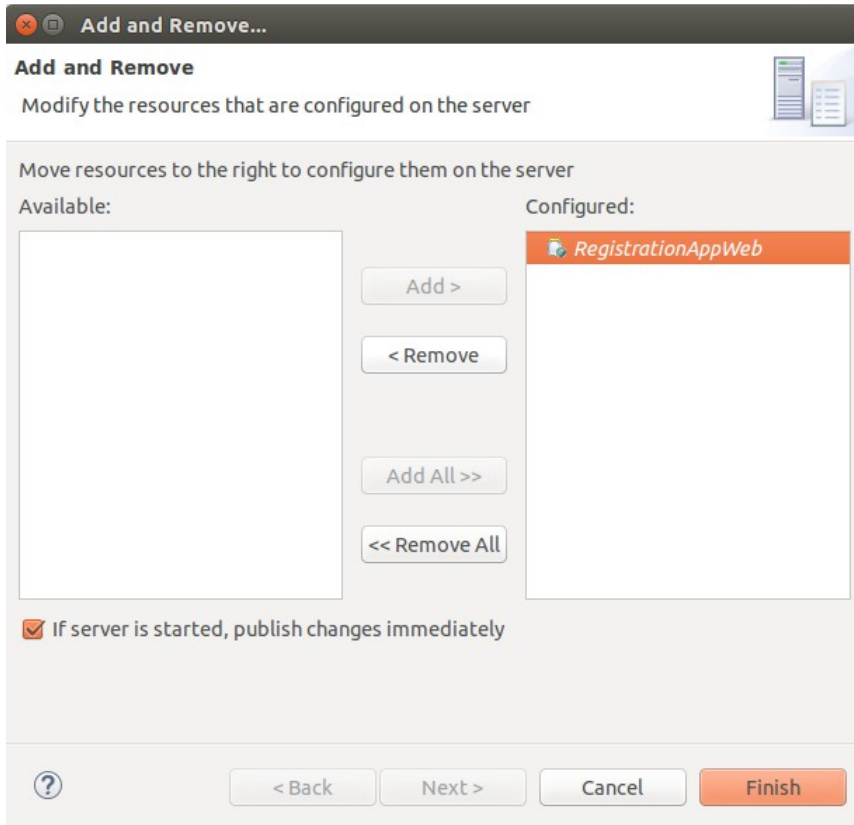 Add and Remove...
Add and Remove
Modify the resources that are configured on the server
Move resources to the right to configure them on the server
Available:
Configured:
RegistrationAppWeb
Add >
< Remove
Add All >>
<< Remove All
If server is started, publish changes immediately
?
< Back
Next >
Cancel
Finish